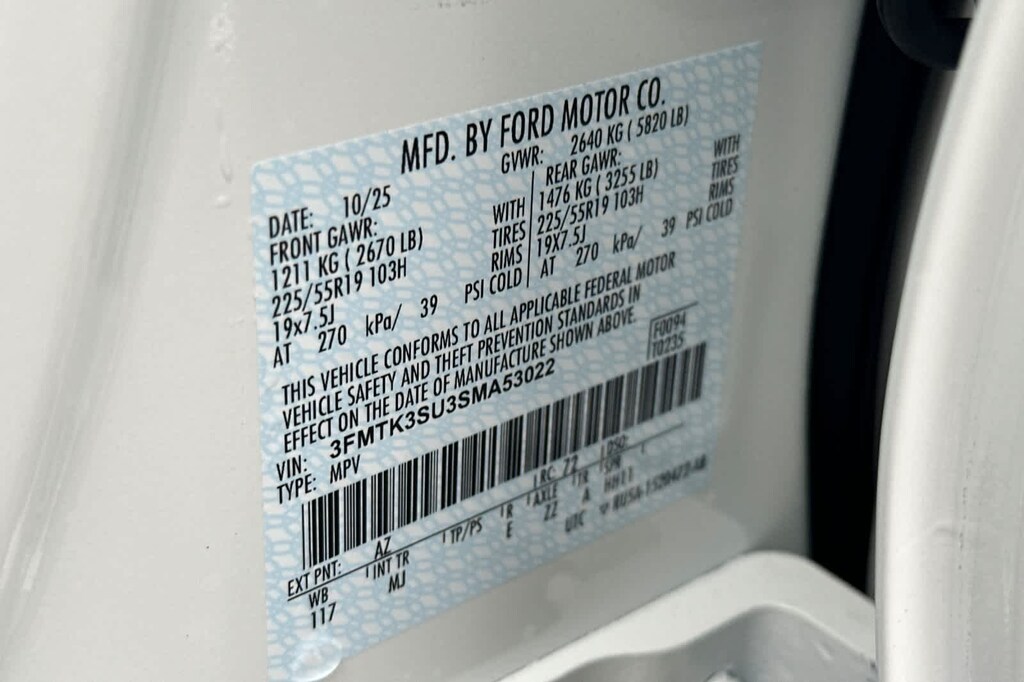 MFD. BY FORD MOTOR CO.
DATE: 10/25
GVWR: 2640 KG ( 5820 LB)
FRONT GAWR:
1211 KG ( 2670 LB) WITH
225/55R19 103H TIRES
19x7.5J RIMS
AT 270 kPa/ 39 PSI COLD
REAR GAWR: WITH
1476 KG ( 3255 LB) TIRES
225/55R19 103H RIMS
19X7.5J
AT 270 kPa/ 39 PSI COLD
THIS VEHICLE CONFORMS TO ALL APPLICABLE FEDERAL MOTOR
VEHICLE SAFETY AND THEFT PREVENTION STANDARDS IN
EFFECT ON THE DATE OF MANUFACTURE SHOWN ABOVE.
VIN: 3FMTK3SU3SMA53022
TYPE: MPV
F0094
T0235
EXT PNT: AZ
WB INT TR TP/PS R AXLE TR SPR
117 MJ E ZZ A HH11
RC: 22 DSO:
UTC